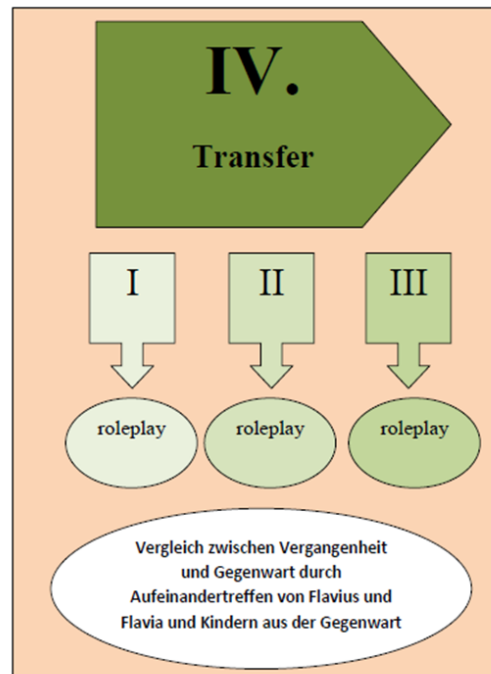 IV.
Transfer
I II III
roleplay roleplay roleplay
Vergleich zwischen Vergangenheit
und Gegenwart durch
Aufeinandertreffen von Flavius und
Flavia und Kindern aus der Gegenwart